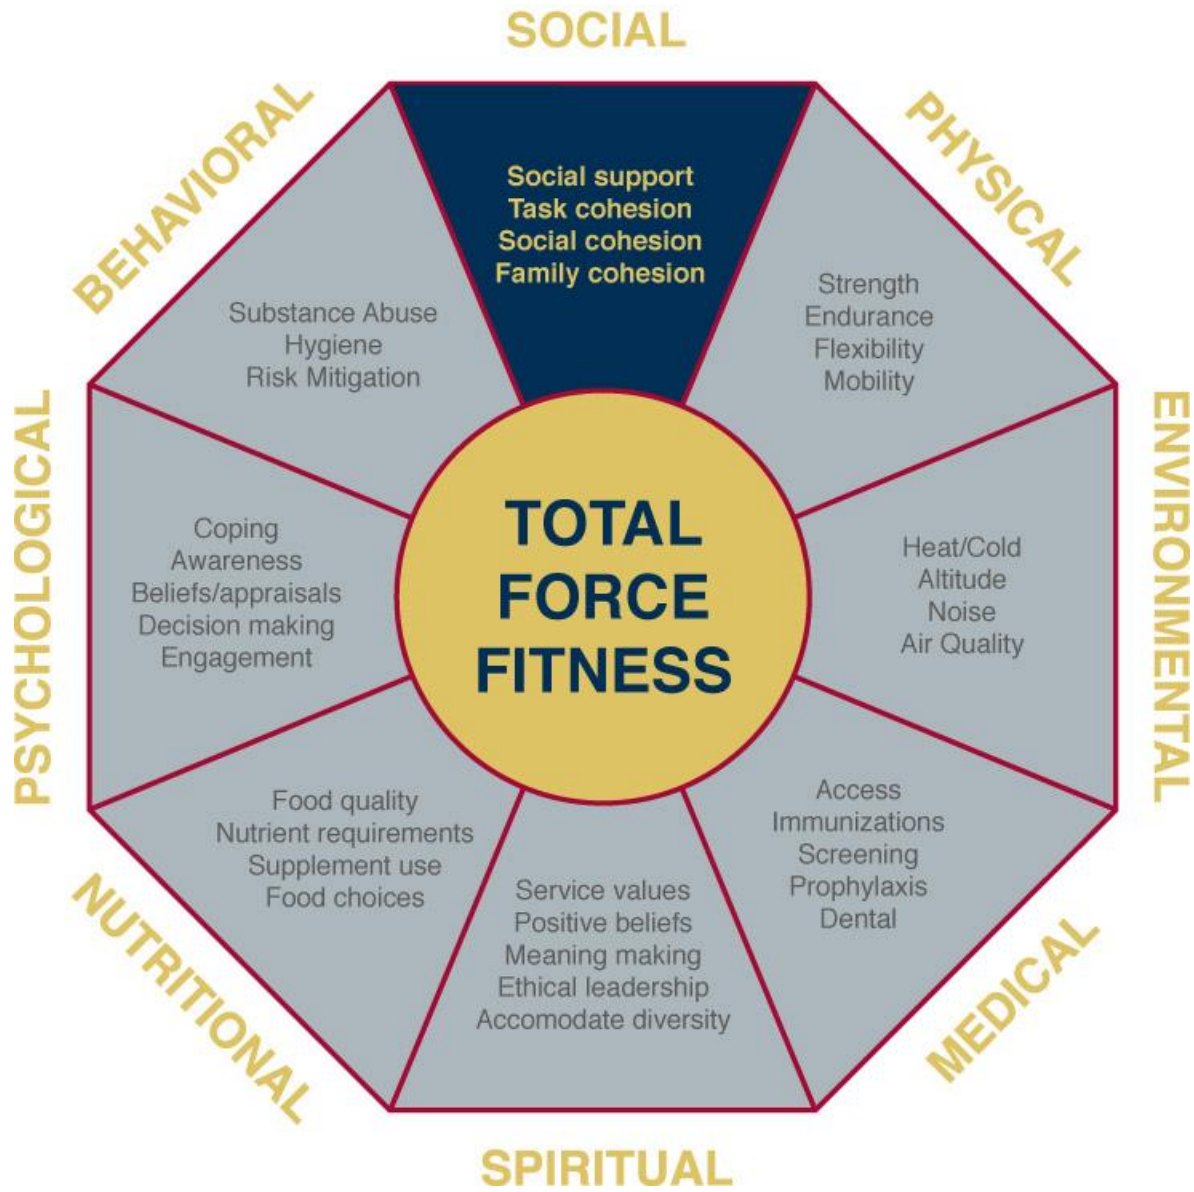 SOCIAL
Social support
Task cohesion
Social cohesion
Family cohesion
PHYSICAL
Strength
Endurance
Flexibility
Mobility
ENVIRONMENTAL
Heat/Cold
Altitude
Noise
Air Quality
MEDICAL
Access
Immunizations
Screening
Prophylaxis
Dental
SPIRITUAL
Service values
Positive beliefs
Meaning making
Ethical leadership
Accomodate diversity
NUTRITIONAL
Food quality
Nutrient requirements
Supplement use
Food choices
PSYCHOLOGICAL
Coping
Awareness
Beliefs/appraisals
Decision making
Engagement
BEHAVIORAL
Substance Abuse
Hygiene
Risk Mitigation
TOTAL
FORCE
FITNESS